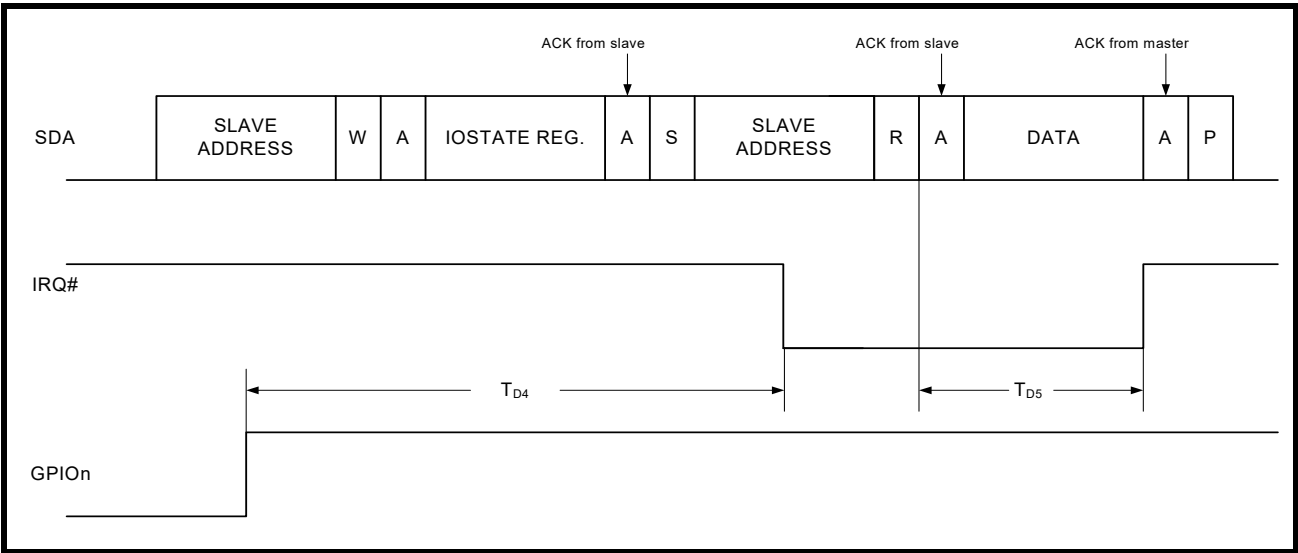 ACK from slave
ACK from slave
ACK from master
SDA
SLAVE
ADDRESS
W
A
IOSTATE REG.
A
S
SLAVE
ADDRESS
R
A
DATA
A
P
IRQ#
TD4
TD5
GPIOn